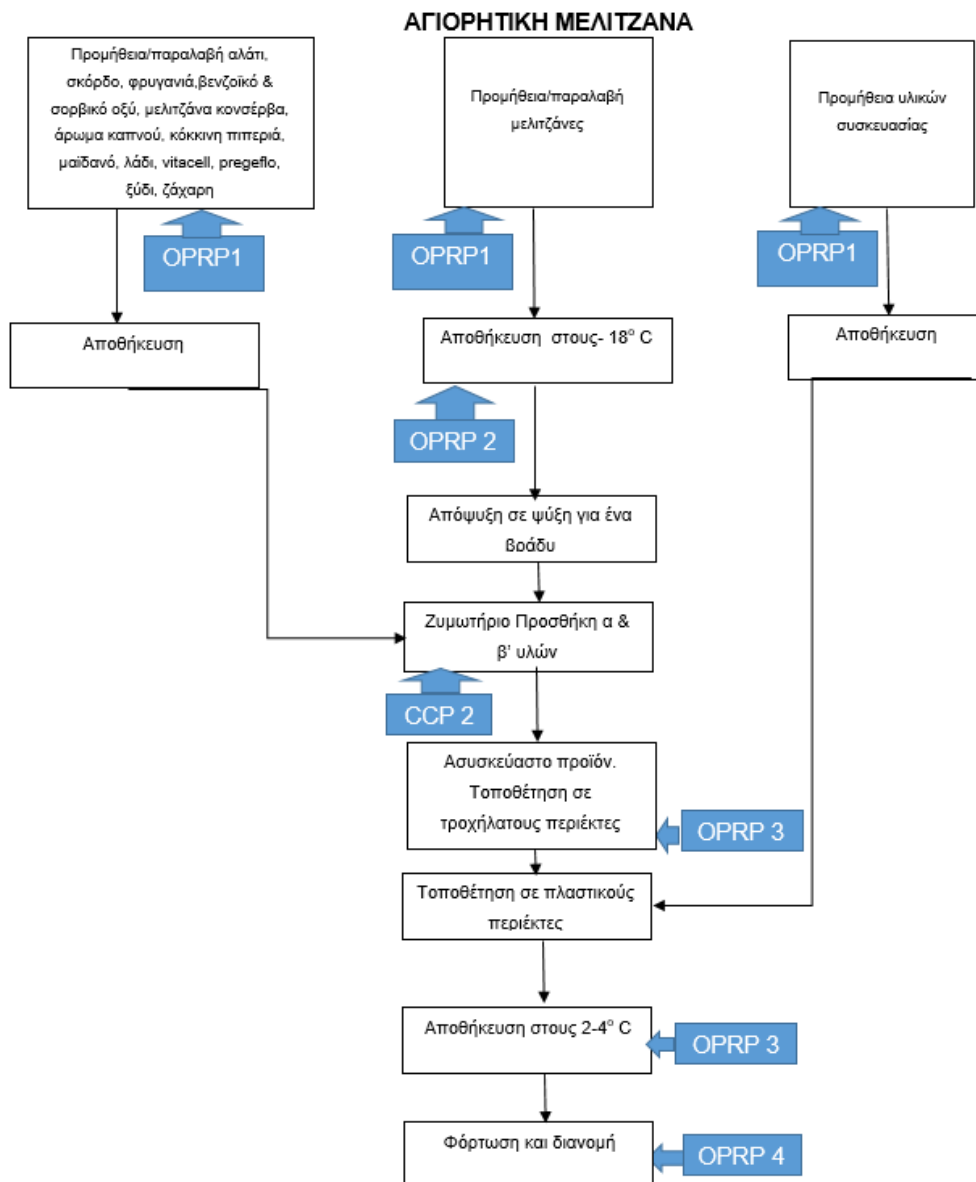 ΑΓΙΟΡΗΤΙΚΗ ΜΕΛΙΤΖΑΝΑ
Προμήθεια/παραλαβή αλάτι,
σκόρδο, φρυγανιά,βενζοϊκό &
σορβικό οξύ, μελιτζάνα κονσέρβα,
άρωμα καπνού, κόκκινη πιπεριά,
μαϊδανό, λάδι, vitacell, pregeflo,
ξύδι, ζάχαρη
Προμήθεια/παραλαβή
μελιτζάνες
Προμήθεια υλικών
συσκευασίας
OPRP1
OPRP1
OPRP1
Αποθήκευση
Αποθήκευση στους- 18° C
Αποθήκευση
OPRP 2
Απόψυξη σε ψύξη για ένα
βράδυ
Ζυμωτήριο Προσθήκη α &
β' υλών
CCP 2
Ασυσκεύαστο προϊόν.
Τοποθέτηση σε
τροχήλατους περιέκτες
OPRP 3
Τοποθέτηση σε πλαστικούς
περιέκτες
Αποθήκευση στους 2-4° C
OPRP 3
Φόρτωση και διανομή
OPRP 4